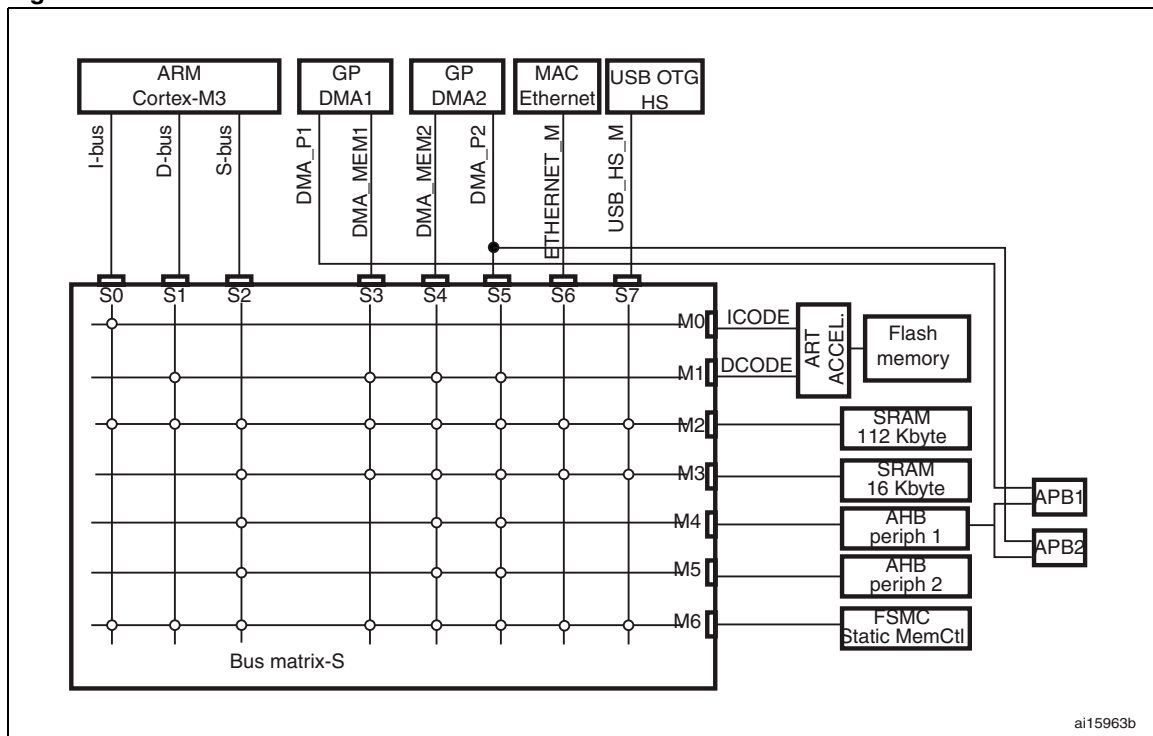 ARM
Cortex-M3
GP
DMA1
GP
DMA2
MAC
Ethernet
USB OTG
HS
I-bus
D-bus
S-bus
DMA_P1
DMA_MEM1
DMA_MEM2
DMA_P2
ETHERNET_M
USB_HS_M
S0
S1
S2
S3
S4
S5
S6
S7
M0
ICODE
M1
DCODE
ART
ACCEL.
Flash
memory
M2
SRAM
112 Kbyte
M3
SRAM
16 Kbyte
M4
AHB
periph 1
M5
AHB
periph 2
M6
FSMC
Static MemCtl
APB1
APB2
Bus matrix-S
ai15963b